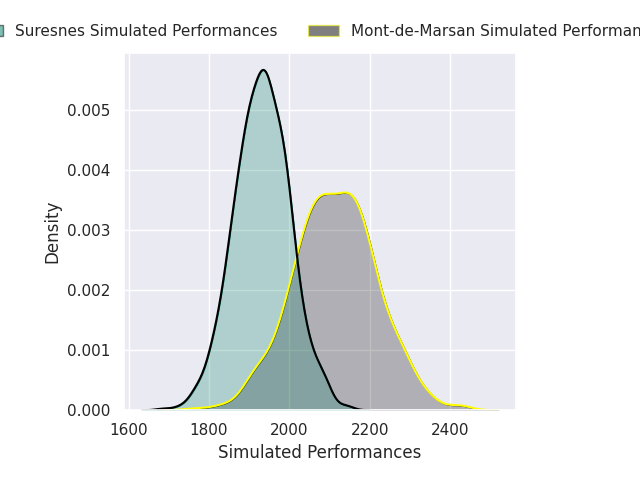 Suresnes Simulated Performances
Mont-de-Marsan Simulated
0.005
0.004
0.003
0.002
0.001
0.000
Density
1600 1800 2000 2200 2400
Simulated Performances